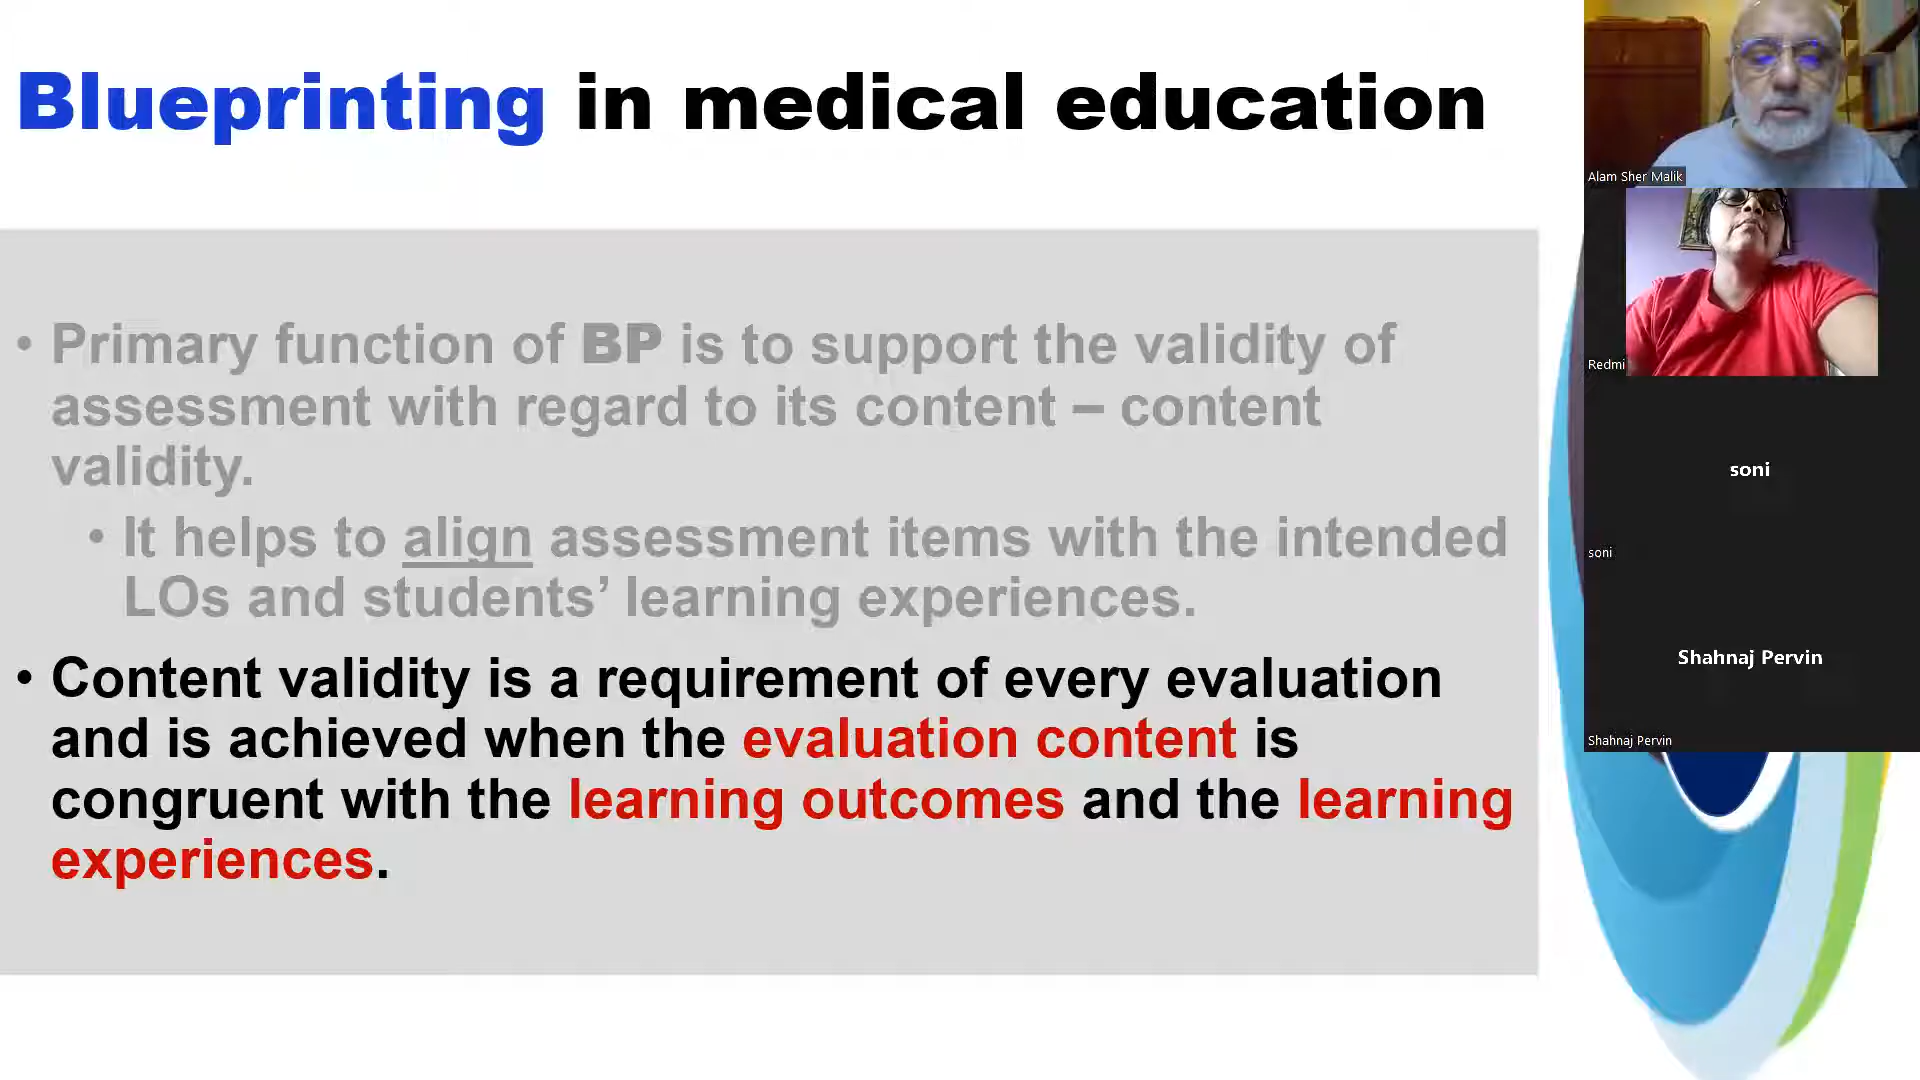 Blueprinting in medical education
• Primary function of BP is to support the validity of
assessment with regard to its content – content
validity.
• It helps to align assessment items with the intended
LOs and students’ learning experiences.
• Content validity is a requirement of every evaluation
and is achieved when the evaluation content is
congruent with the learning outcomes and the learning
experiences.
Alam Sher Malik
Redmi
soni
soni
Shahnaj Pervin
Shahnaj Pervin